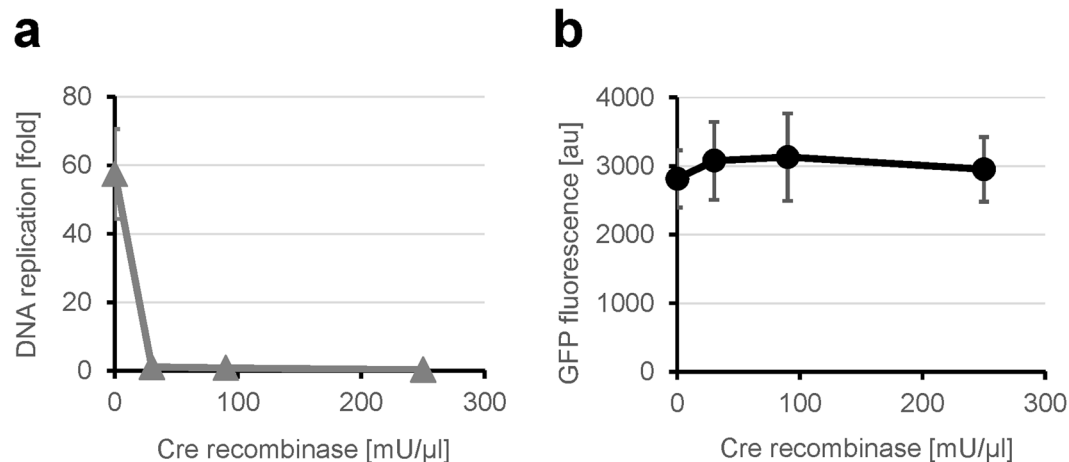 a
DNA replication [fold]
80
60
40
20
0
0 100 200 300
Cre recombinase [mU/µl]
b
GFP fluorescence [au]
4000
3000
2000
1000
0
0 100 200 300
Cre recombinase [mU/µl]